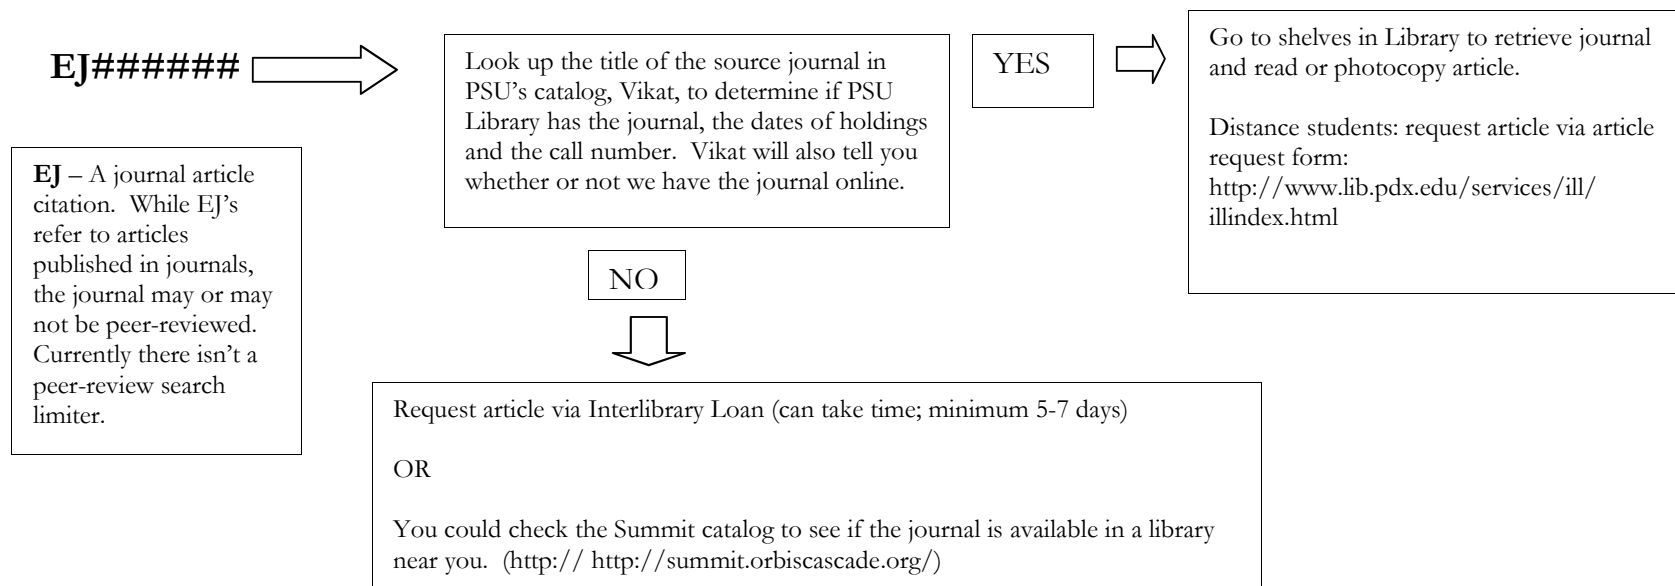 EJ######
EJ – A journal article
citation.  While EJ’s
refer to articles
published in journals,
the journal may or may
not be peer-reviewed.
Currently there isn’t a
peer-review search
limiter.
Look up the title of the source journal in
PSU’s catalog, Vikat, to determine if PSU
Library has the journal, the dates of holdings
and the call number.  Vikat will also tell you
whether or not we have the journal online.
YES
Go to shelves in Library to retrieve journal
and read or photocopy article.
Distance students: request article via article
request form:
http://www.lib.pdx.edu/services/ill/
illindex.html
NO
Request article via Interlibrary Loan (can take time; minimum 5-7 days)
OR
You could check the Summit catalog to see if the journal is available in a library
near you.  (http:// http://summit.orbiscascade.org/)